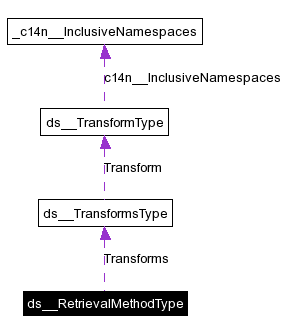 _c14n__InclusiveNamespaces
c14n__InclusiveNamespaces
ds__TransformType
Transform
ds__TransformsType
Transforms
ds__RetrievalMethodType